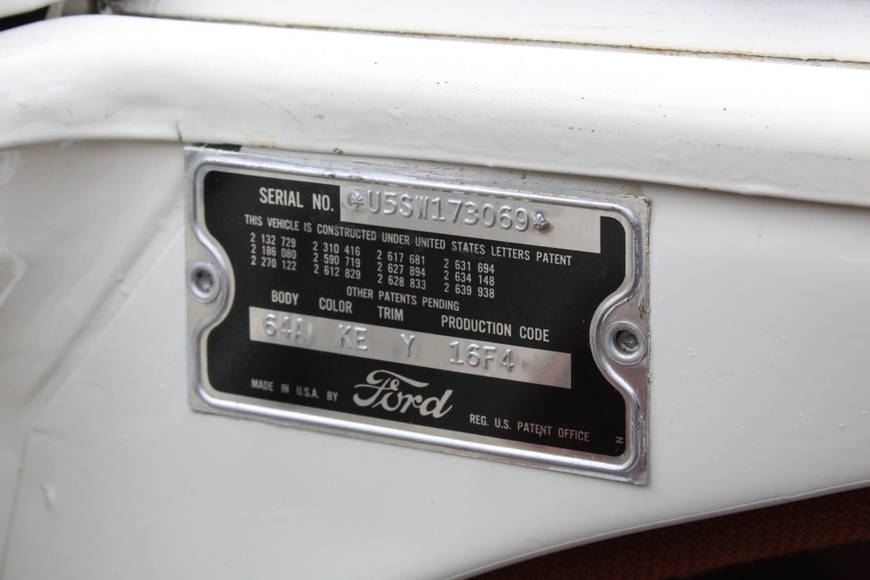 SERIAL NO. *U5SW173069*
THIS VEHICLE IS CONSTRUCTED UNDER UNITED STATES LETTERS PATENT
2 132 729 2 310 416 2 617 681 2 631 694
2 186 080 2 590 719 2 627 894 2 634 148
2 270 122 2 612 829 2 628 833 2 639 938
OTHER PATENTS PENDING
BODY COLOR TRIM PRODUCTION CODE
64A KE Y 16F4
MADE IN U.S.A. BY Ford REG. U.S. PATENT OFFICE
N